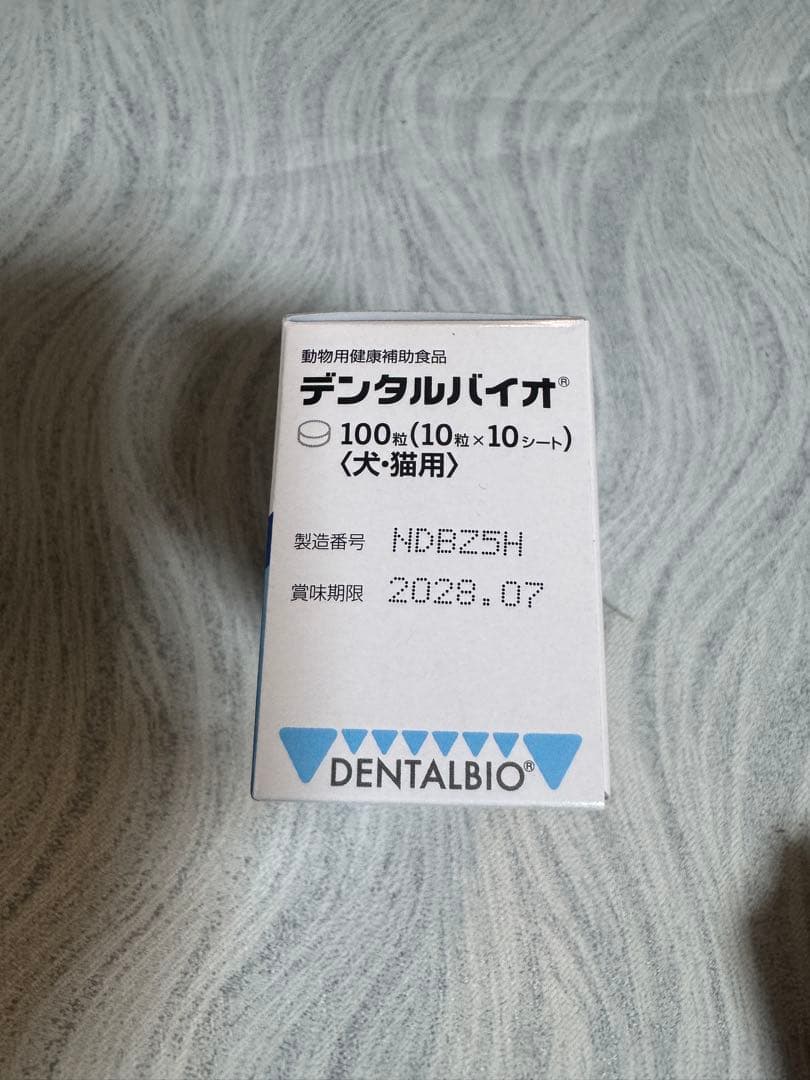 動物用健康補助食品
デンタルバイオ®
100粒(10粒×10シート)
〈犬・猫用〉
製造番号 NDBZ5H
賞味期限 2028.07
DENTALBIO®